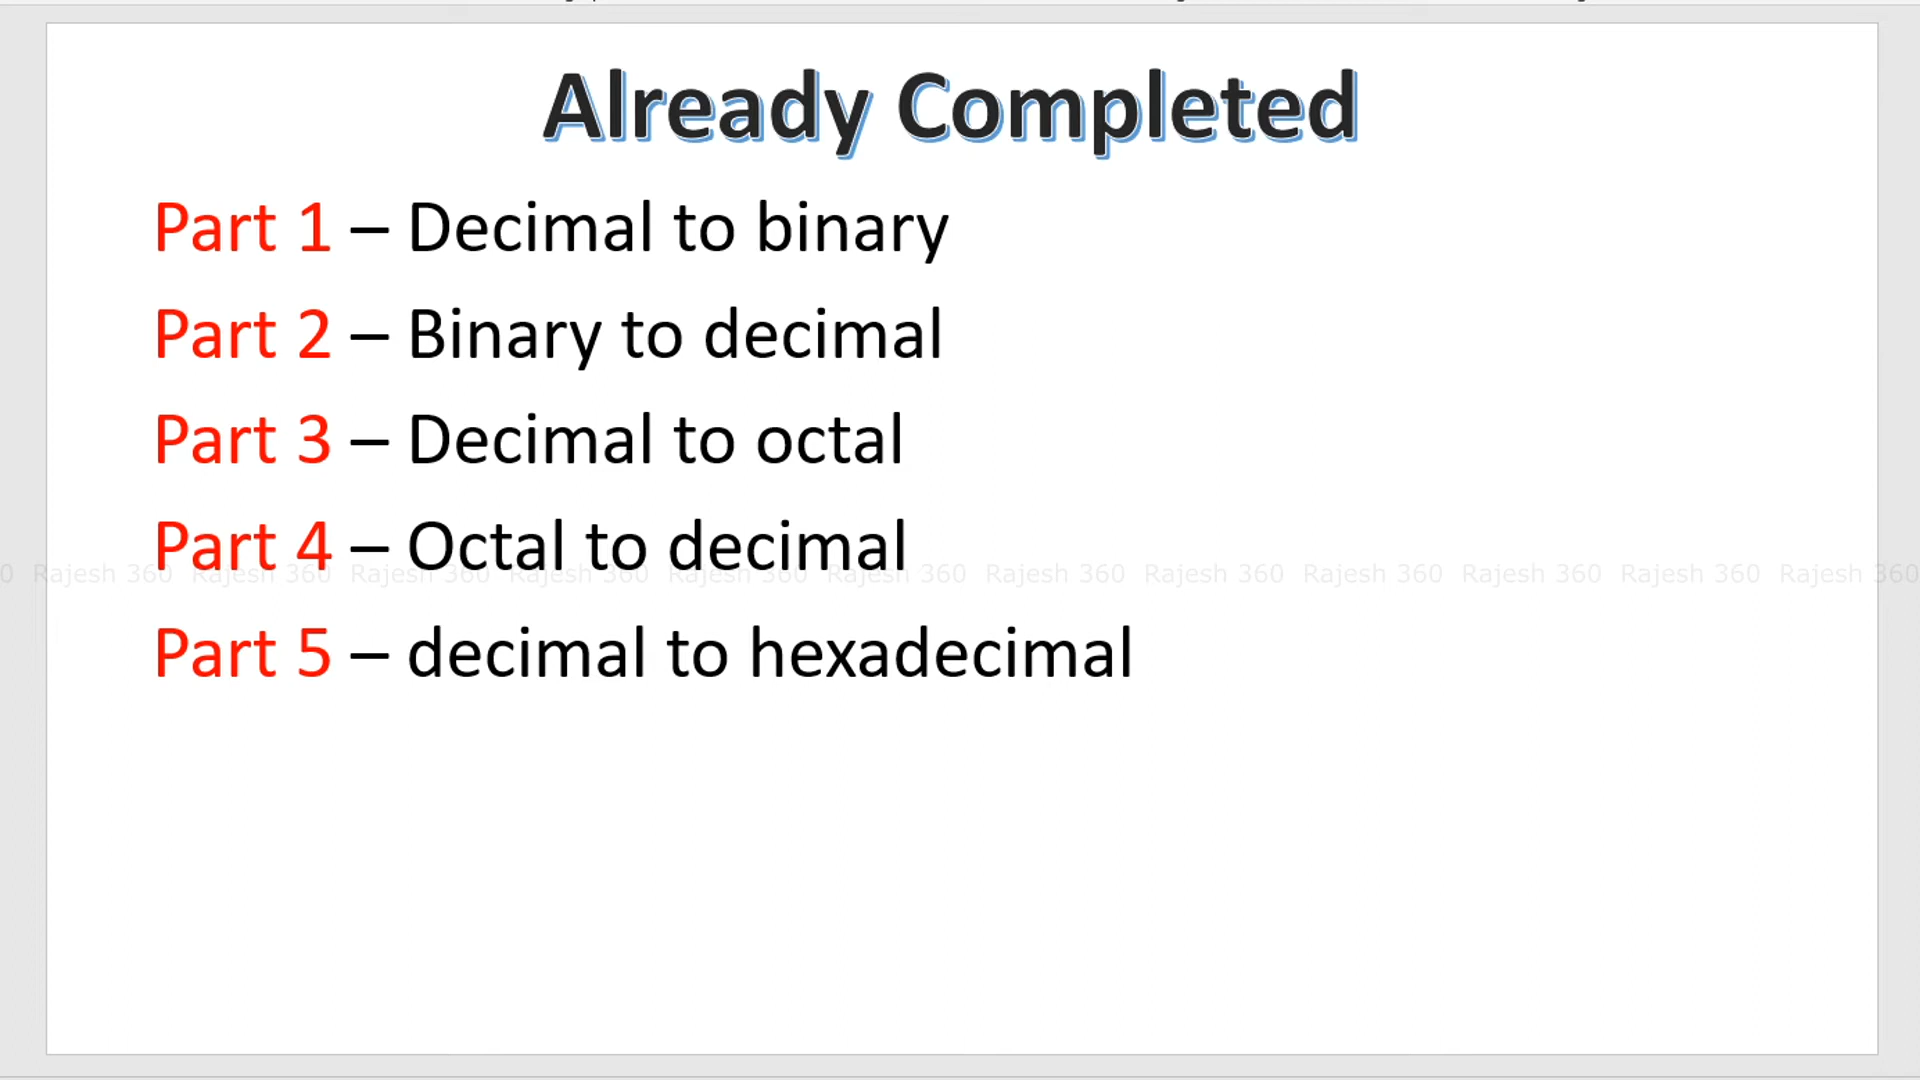 Already Completed
Part 1 – Decimal to binary
Part 2 – Binary to decimal
Part 3 – Decimal to octal
Part 4 – Octal to decimal
Rajesh 360 Rajesh 360 Rajesh 360 Rajesh 360 Rajesh 360 Rajesh 360 Rajesh 360 Rajesh 360 Rajesh 360 Rajesh 360 Rajesh 360 Rajesh 360
Part 5 – decimal to hexadecimal